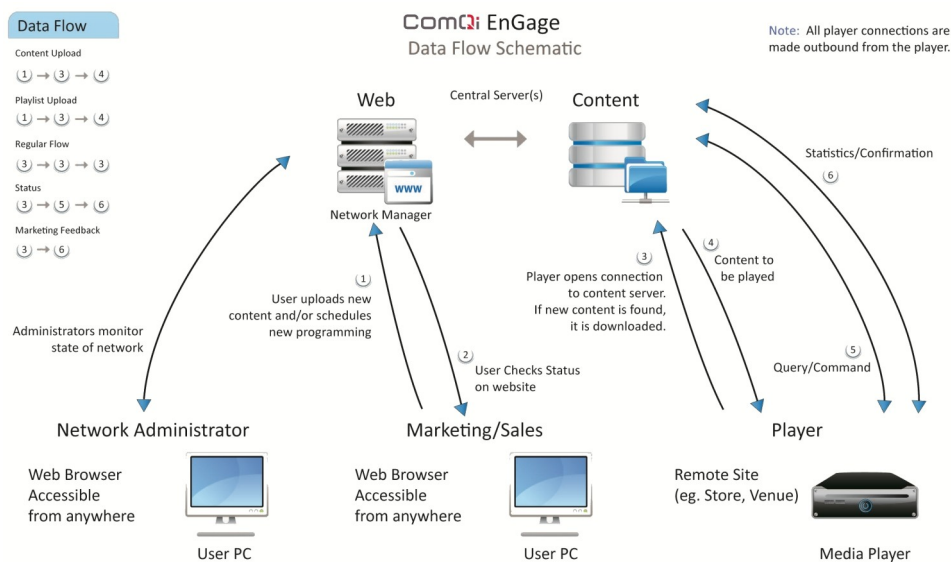 Data Flow
Content Upload
1 → 3 → 4
Playlist Upload
1 → 3 → 4
Regular Flow
3 → 3 → 3
Status
3 → 5 → 6
Marketing Feedback
3 → 6
ComQi EnGage
Data Flow Schematic
Note: All player connections are
made outbound from the player.
Web
Central Server(s)
Content
www
Network Manager
Statistics/Confirmation
6
1
User uploads new
content and/or schedules
new programming
3
Player opens connection
to content server.
If new content is found,
it is downloaded.
4
Content to
be played
Administrators monitor
state of network
2
User Checks Status
on website
5
Query/Command
Network Administrator
Web Browser
Accessible
from anywhere
User PC
Marketing/Sales
Web Browser
Accessible
from anywhere
User PC
Player
Remote Site
(eg. Store, Venue)
Media Player